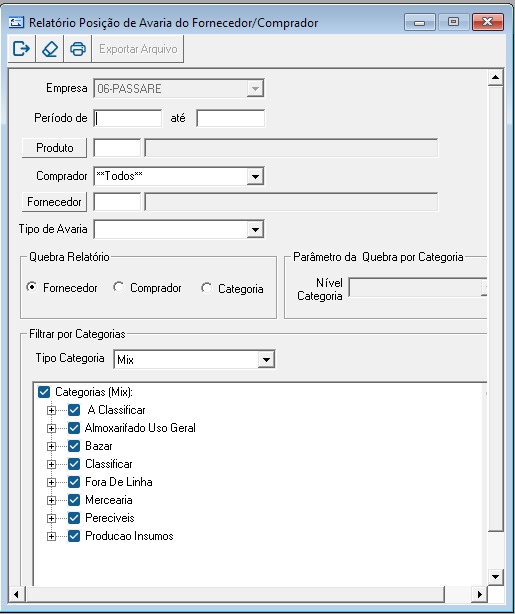 Relatório Posição de Avaria do Fornecedor/Comprador
Exportar Arquivo
Empresa 06-PASSARE
Período de até
Produto
Comprador **Todos**
Fornecedor
Tipo de Avaria
Quebra Relatório
Fornecedor Comprador Categoria
Parâmetro da Quebra por Categoria
Nível
Categoria
Filtrar por Categorias
Tipo Categoria Mix
Categorias (Mix):
A Classificar
Almoxarifado Uso Geral
Bazar
Classificar
Fora De Linha
Mercearia
Pereciveis
Producao Insumos